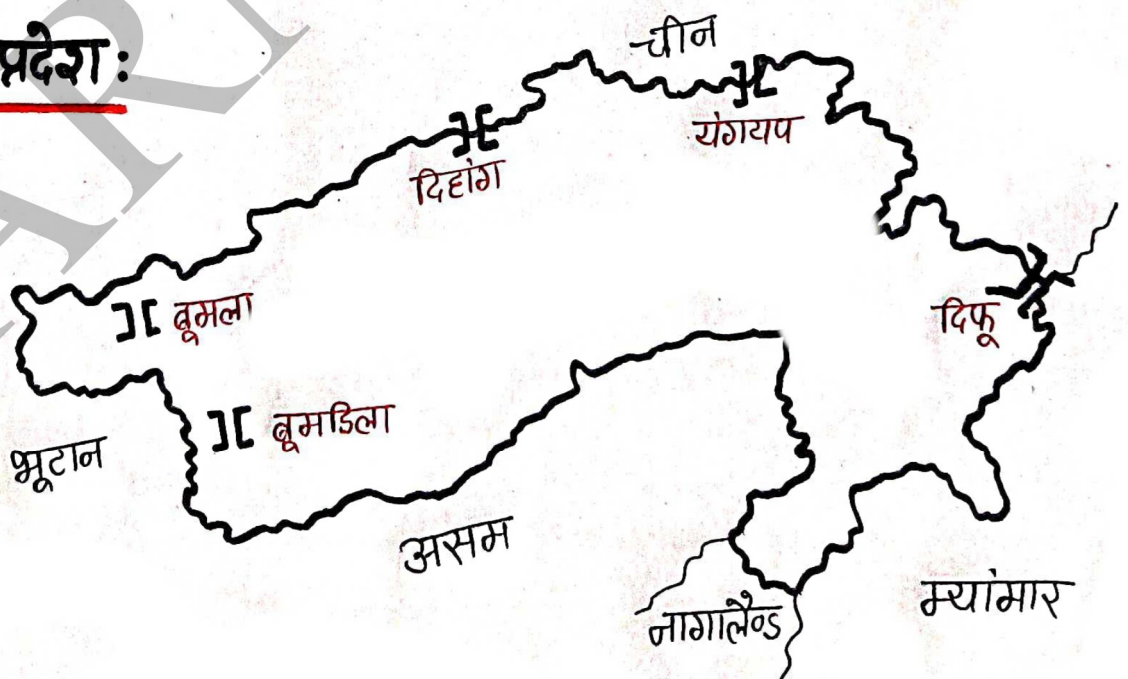 प्रदेश :
चीन
यंगयप
दिहांग
बूमला
दिफू
बूमडिला
भूटान
असम
म्यांमार
नागालैण्ड